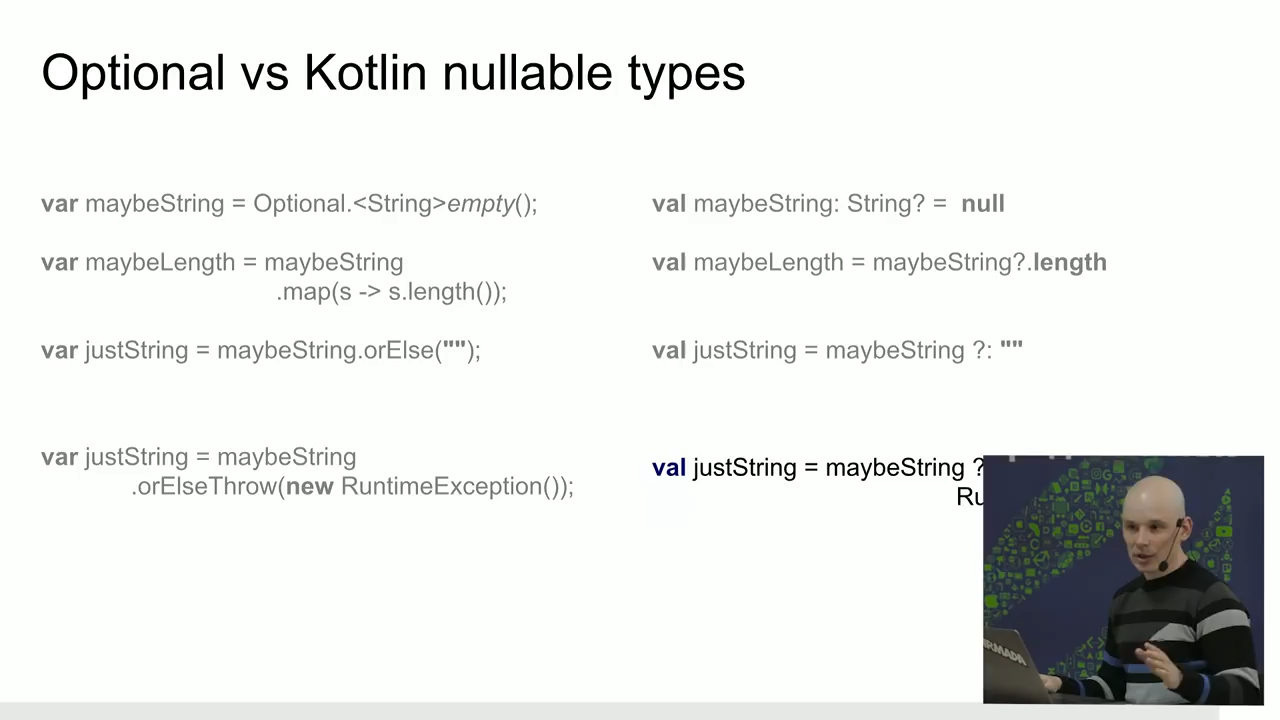 Optional vs Kotlin nullable types
var maybeString = Optional.<String>empty();
var maybeLength = maybeString
.map(s -> s.length());
var justString = maybeString.orElse("");
var justString = maybeString
.orElseThrow(new RuntimeException());
val maybeString: String? = null
val maybeLength = maybeString?.length
val justString = maybeString ?: ""
val justString = maybeString ?
Ru